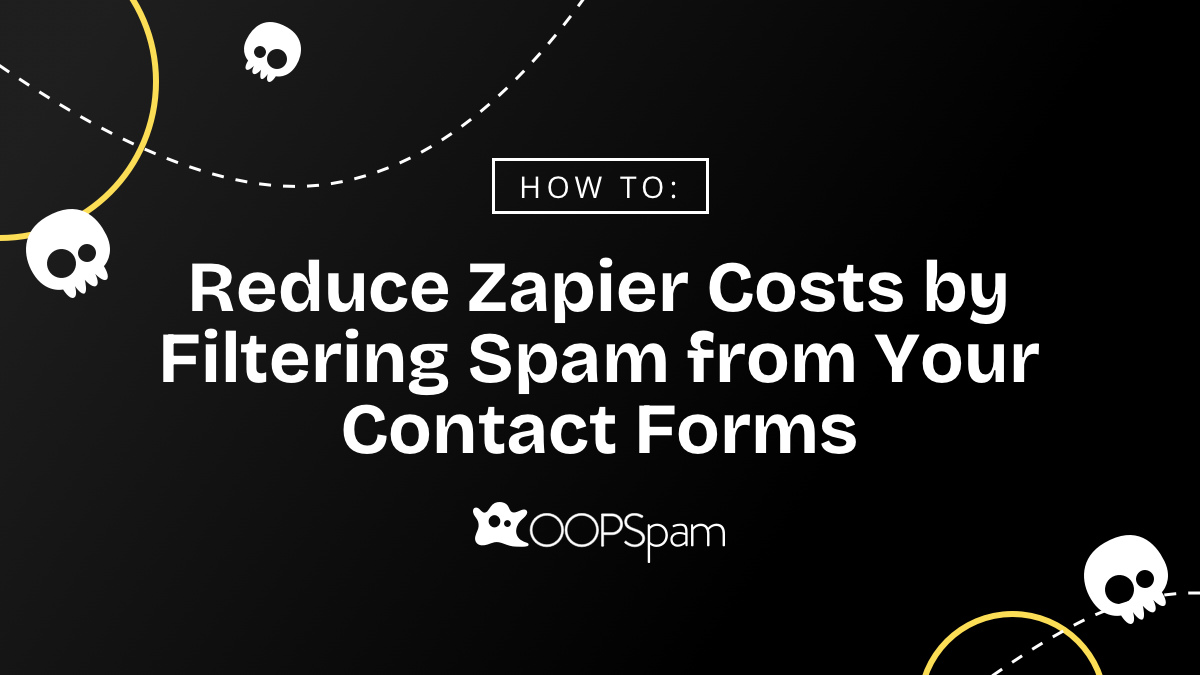 HOW TO:
Reduce Zapier Costs by
Filtering Spam from Your
Contact Forms
OOPSpam